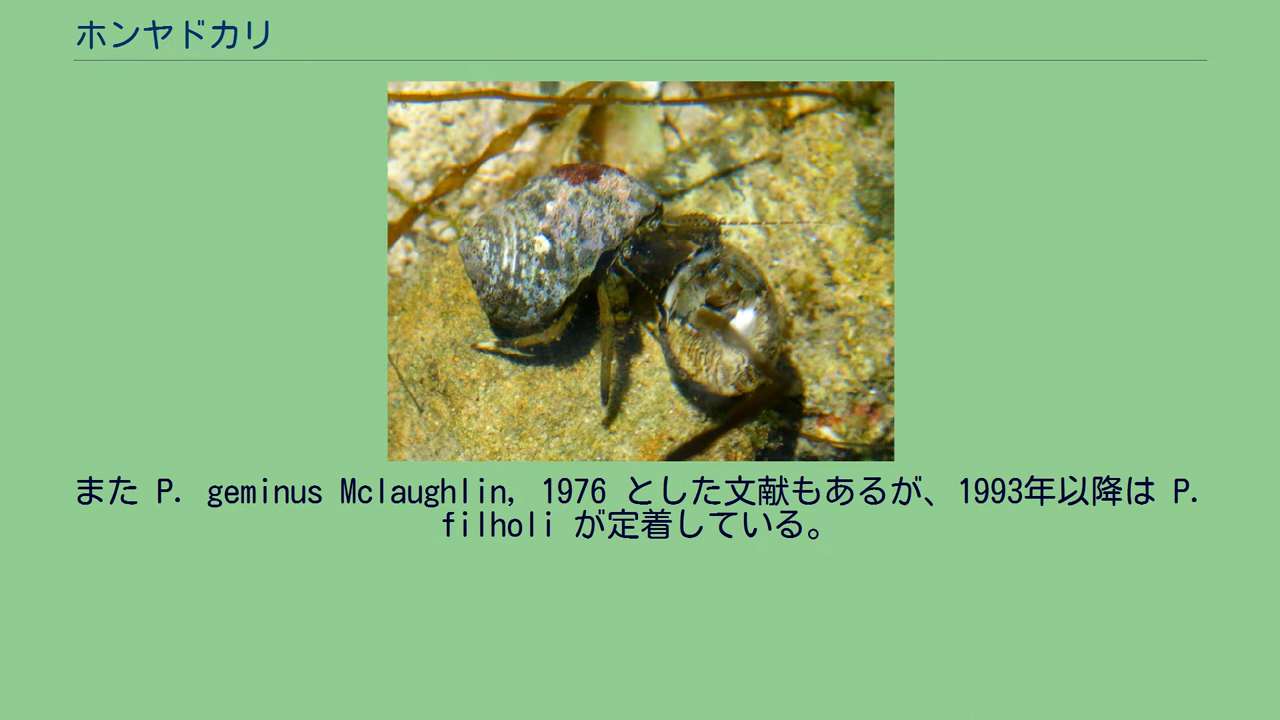 ホンヤドカリ
また P. geminus Mclaughlin, 1976 とした文献もあるが、1993年以降は P.
filholi が定着している。